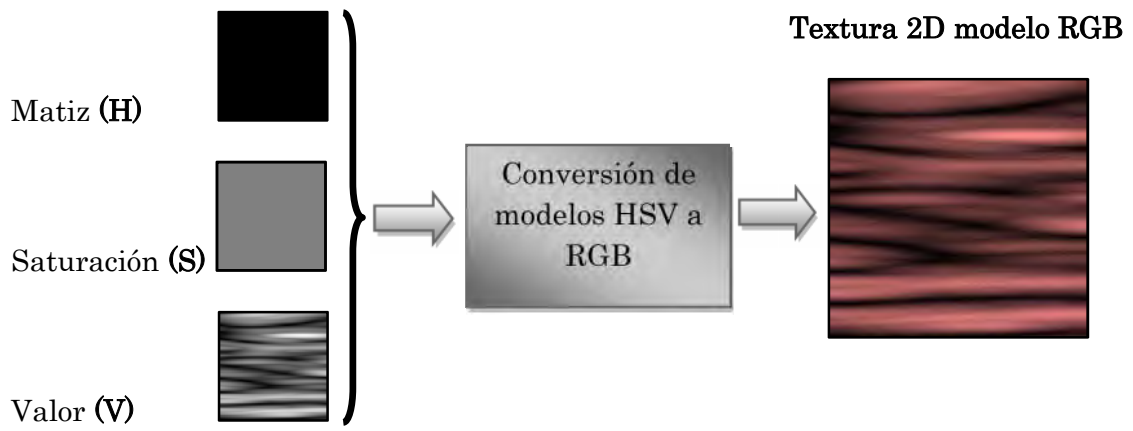 Textura 2D modelo RGB
Matiz (H)
Saturación (S)
Valor (V)
Conversión de
modelos HSV a
RGB